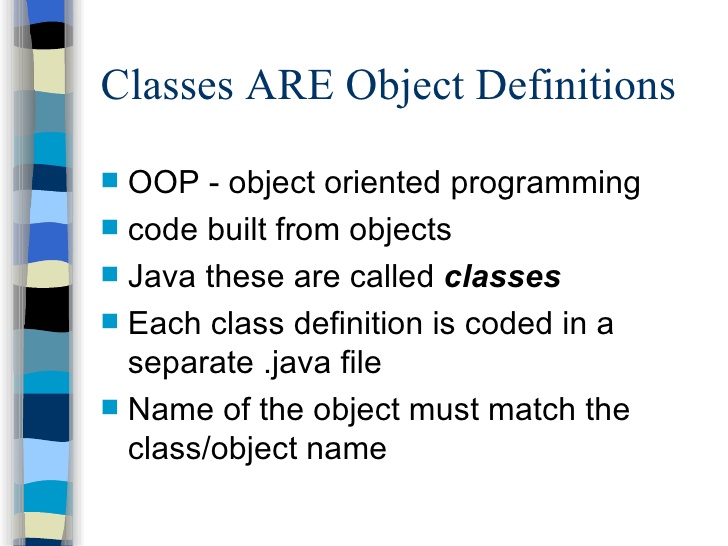 Classes ARE Object Definitions
OOP - object oriented programming
code built from objects
Java these are called classes
Each class definition is coded in a
separate .java file
Name of the object must match the
class/object name